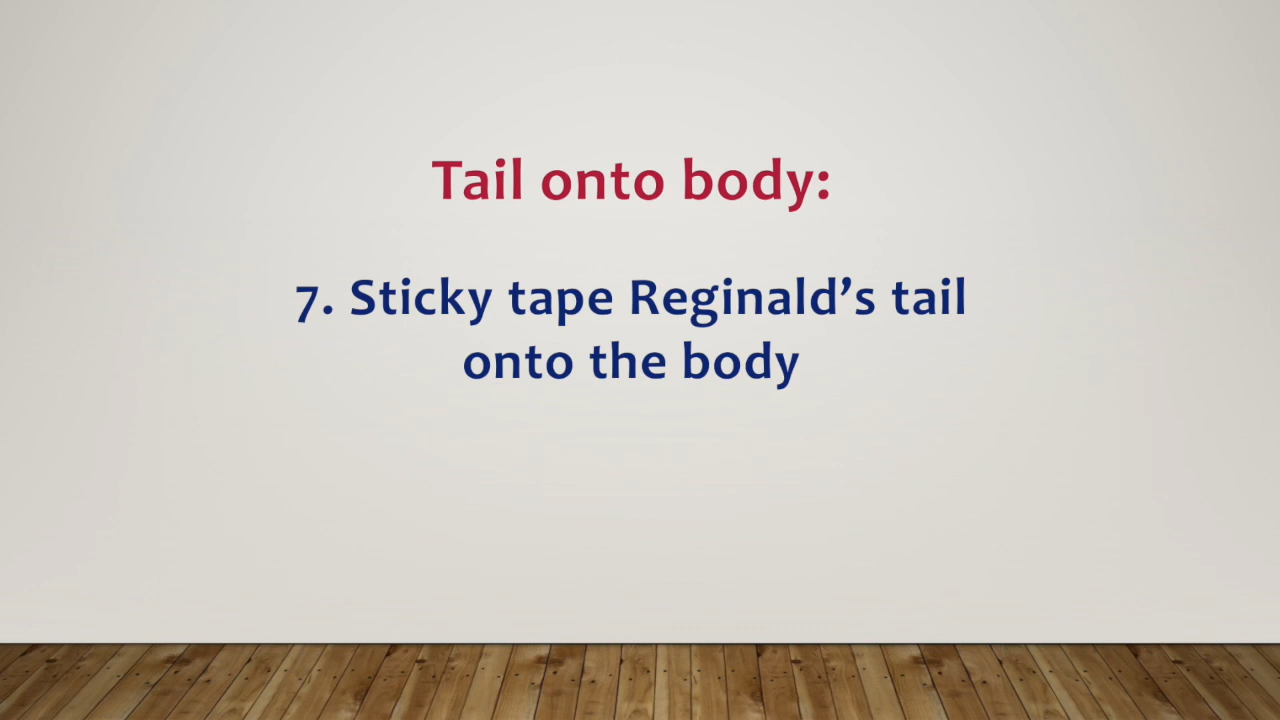 Tail onto body:
7. Sticky tape Reginald’s tail
onto the body